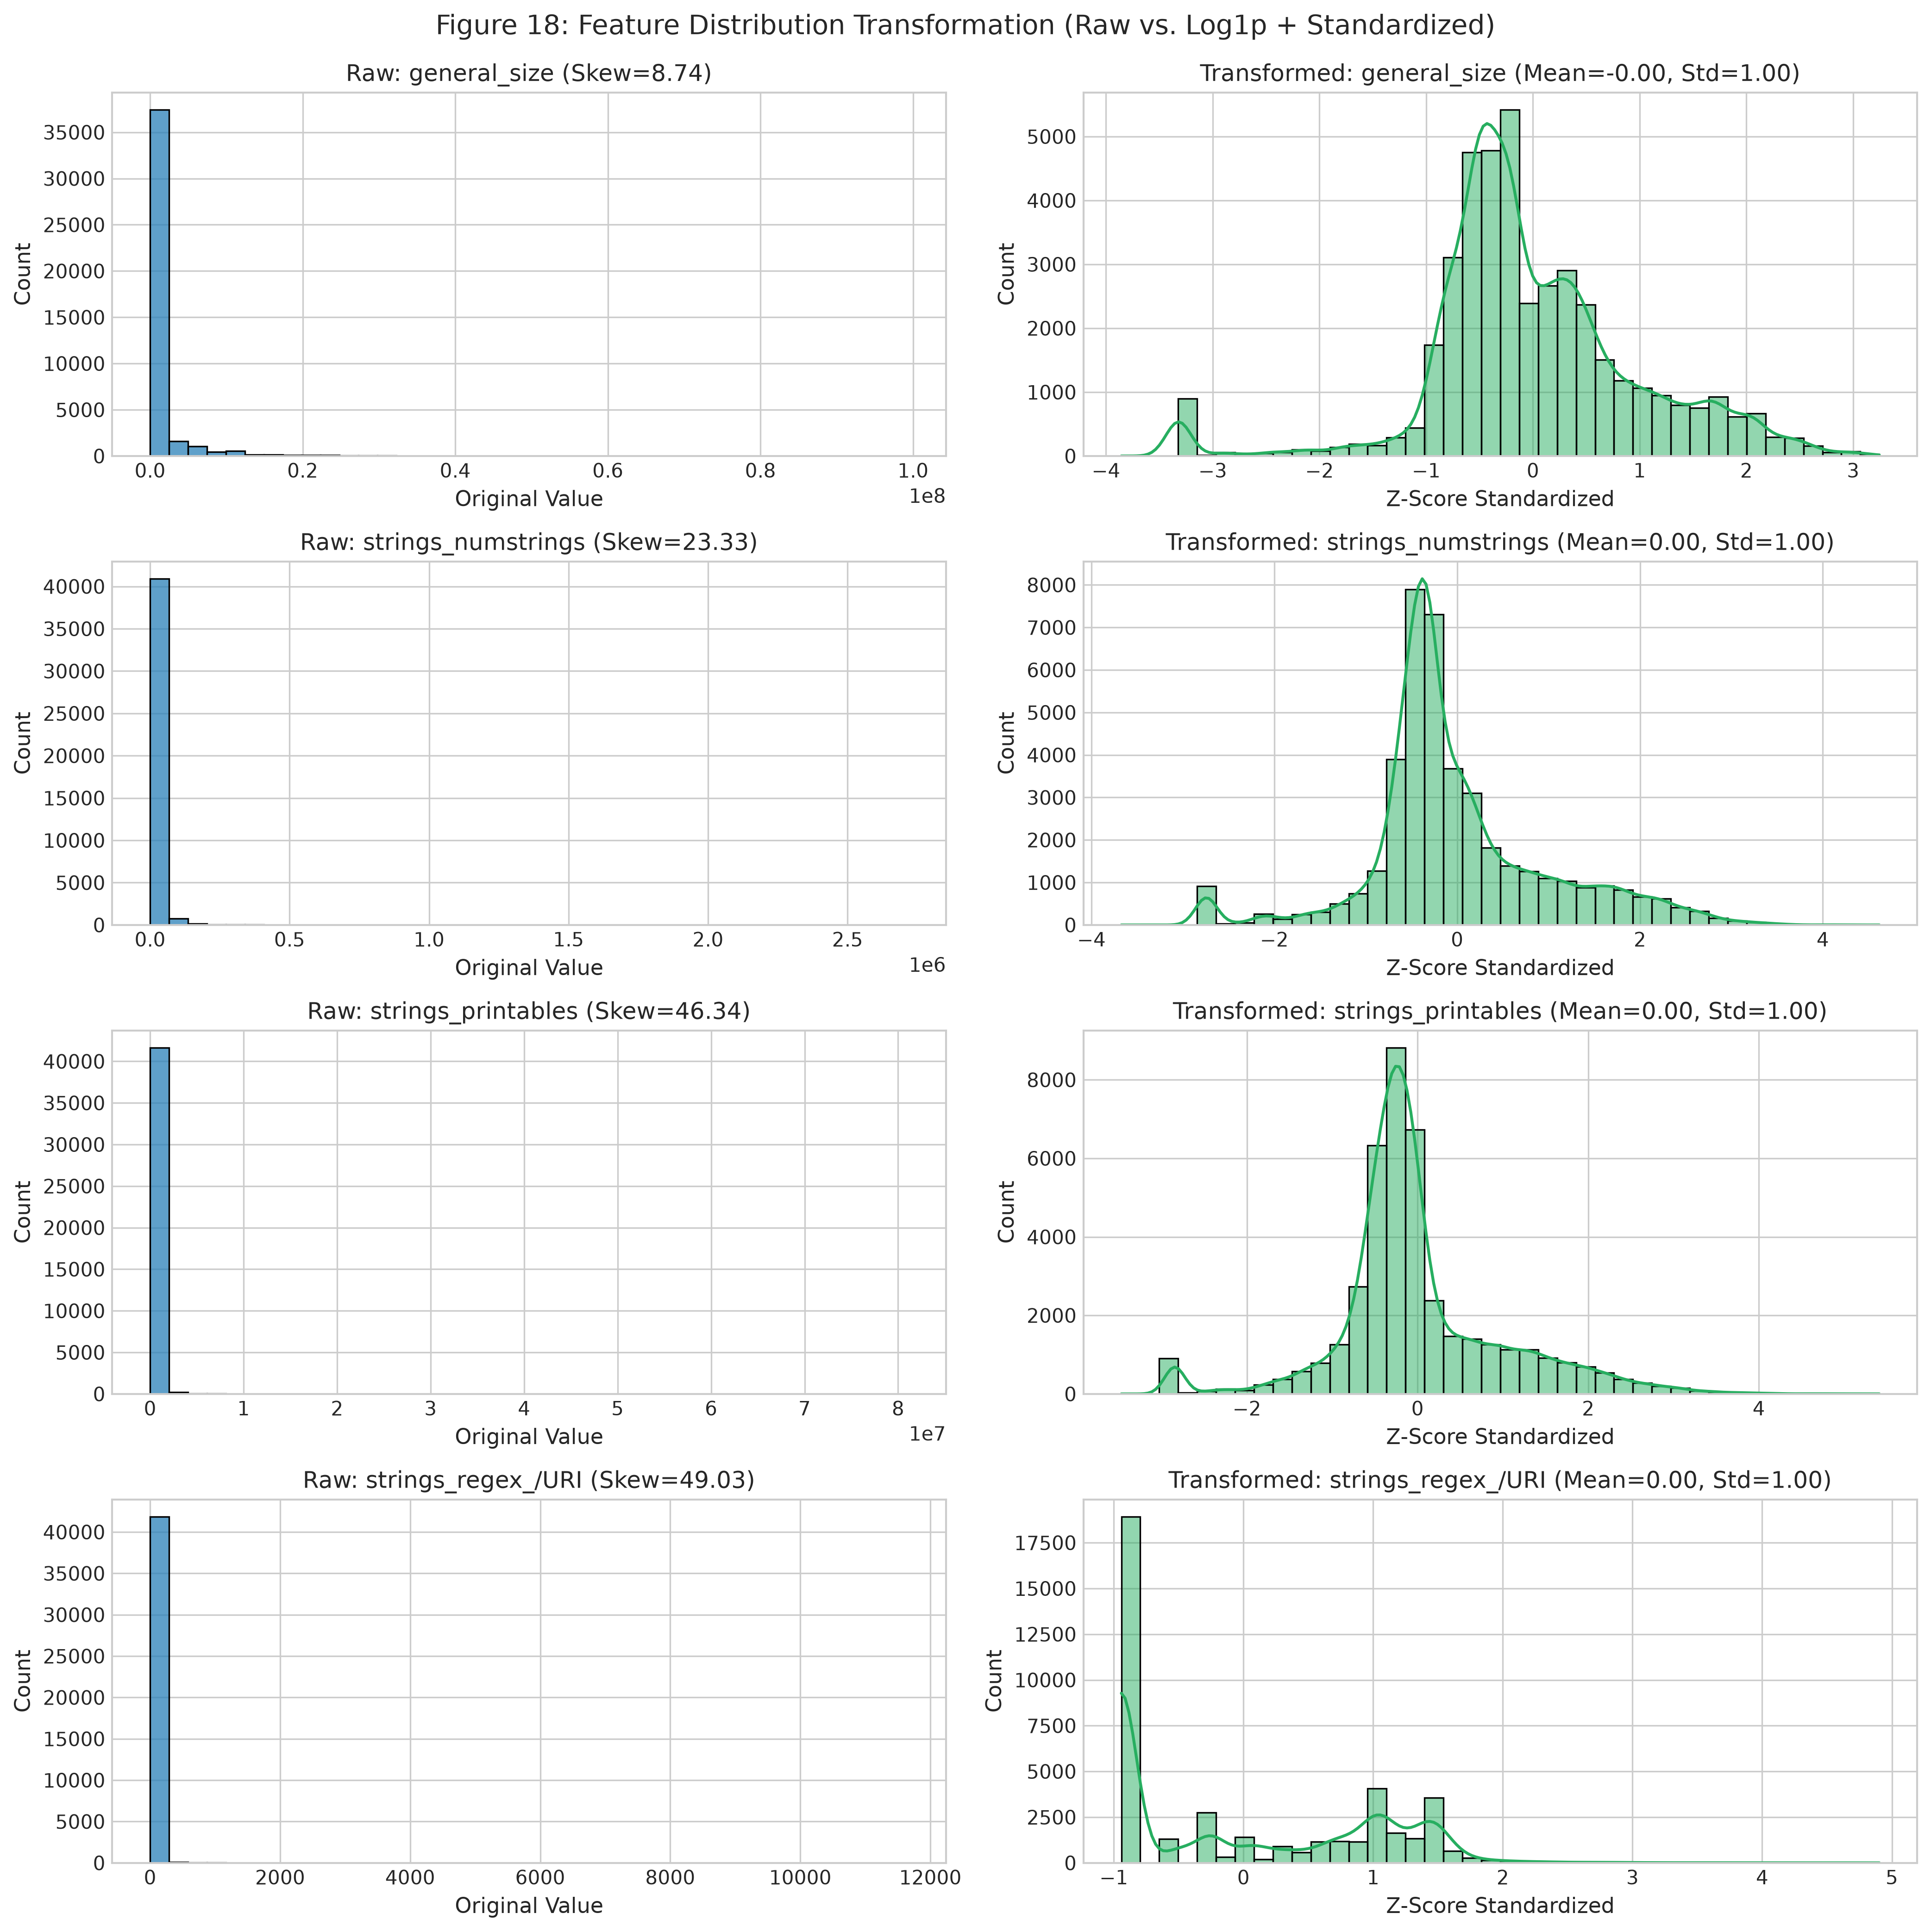 Figure 18: Feature Distribution Transformation (Raw vs. Log1p + Standardized)
Raw: general_size (Skew=8.74)
Count
35000
30000
25000
20000
15000
10000
5000
0
0.0 0.2 0.4 0.6 0.8 1.0
1e8
Original Value
Transformed: general_size (Mean=-0.00, Std=1.00)
Count
5000
4000
3000
2000
1000
0
−4 −3 −2 −1 0 1 2 3
Z-Score Standardized
Raw: strings_numstrings (Skew=23.33)
Count
40000
35000
30000
25000
20000
15000
10000
5000
0
0.0 0.5 1.0 1.5 2.0 2.5
1e6
Original Value
Transformed: strings_numstrings (Mean=0.00, Std=1.00)
Count
8000
7000
6000
5000
4000
3000
2000
1000
0
−4 −2 0 2 4
Z-Score Standardized
Raw: strings_printables (Skew=46.34)
Count
40000
35000
30000
25000
20000
15000
10000
5000
0
0 1 2 3 4 5 6 7 8
1e7
Original Value
Transformed: strings_printables (Mean=0.00, Std=1.00)
Count
8000
6000
4000
2000
0
−2 0 2 4
Z-Score Standardized
Raw: strings_regex_/URI (Skew=49.03)
Count
40000
35000
30000
25000
20000
15000
10000
5000
0
0 2000 4000 6000 8000 10000 12000
Original Value
Transformed: strings_regex_/URI (Mean=0.00, Std=1.00)
Count
17500
15000
12500
10000
7500
5000
2500
0
−1 0 1 2 3 4 5
Z-Score Standardized